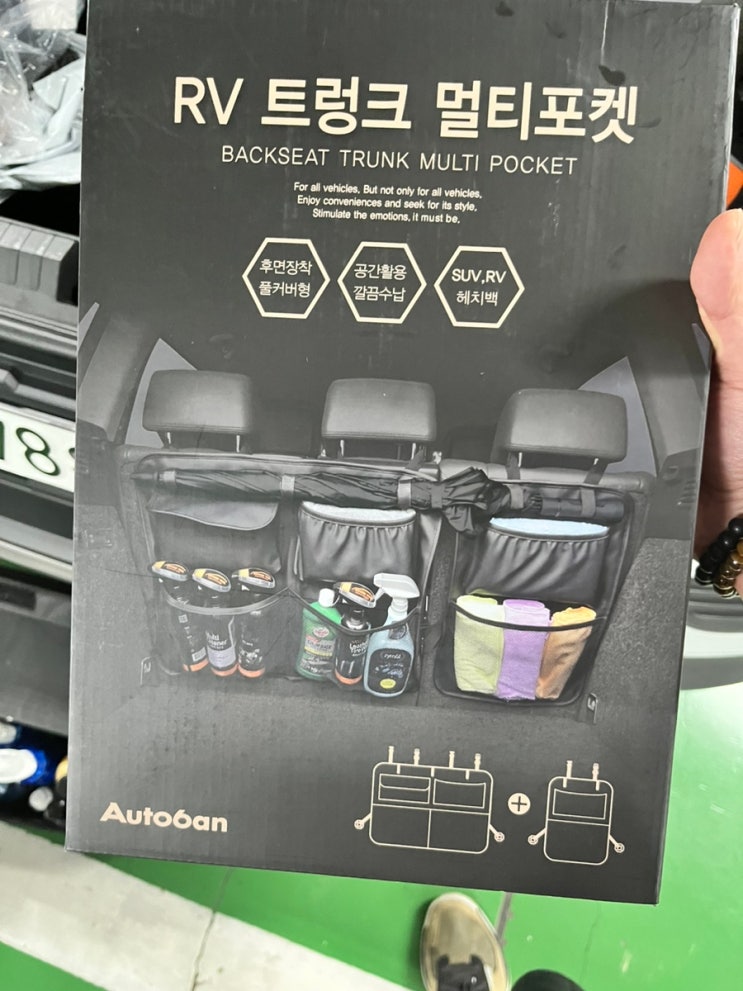 RV 트렁크 멀티포켓
BACKSEAT TRUNK MULTI POCKET
For all vehicles, But not only for all vehicles,
Enjoy conveniences and seek for its style,
Stimulate the emotions, it must be.
후면장착
풀커버형
공간활용
깔끔수납
SUV,RV
헤치백
18
Auto6an